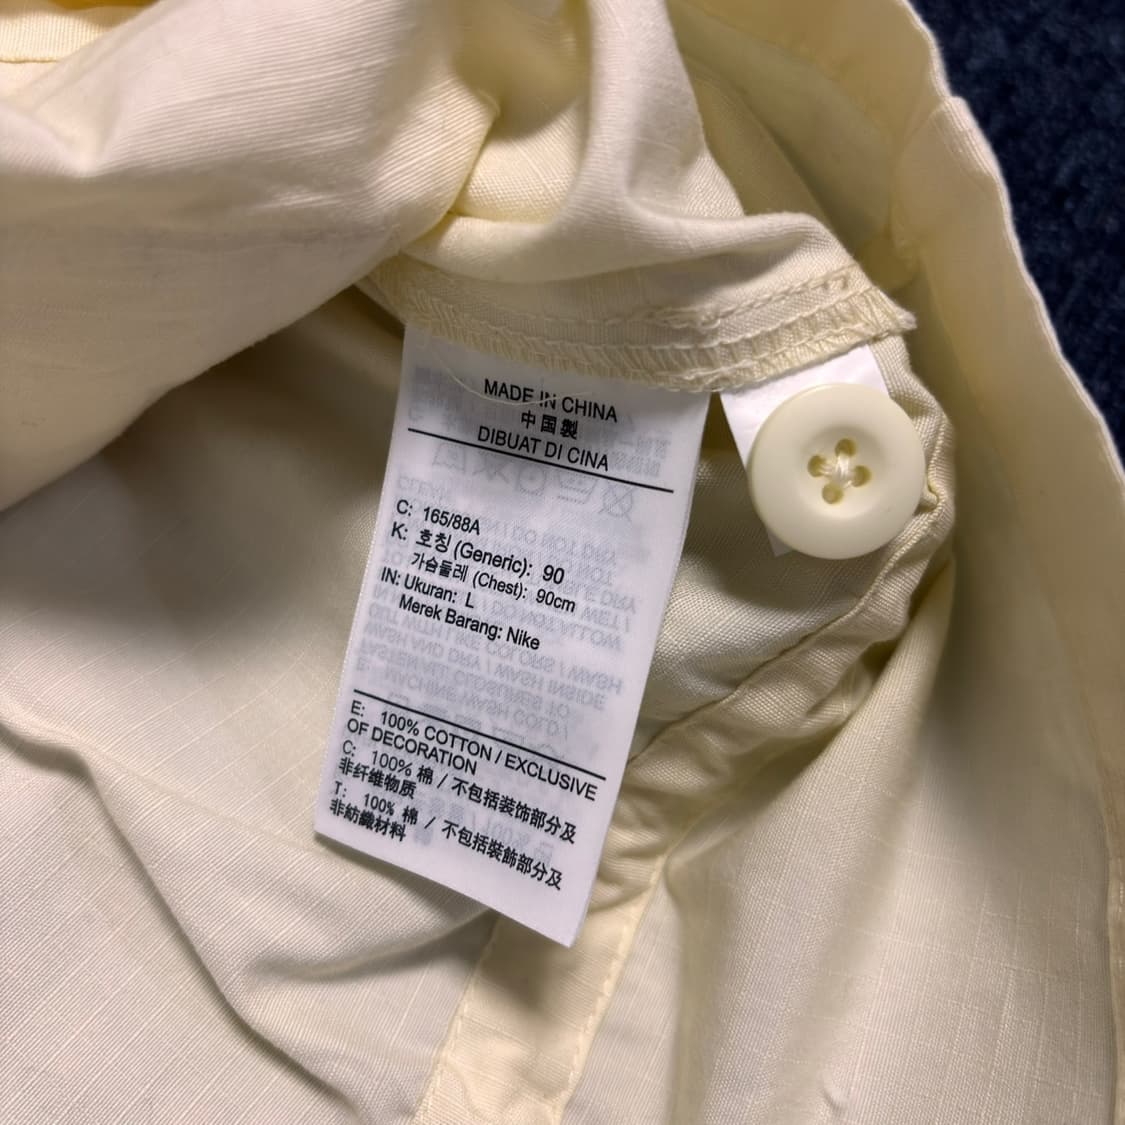 MADE IN CHINA
中国製
DIBUAT DI CINA
C: 165/88A
K: 호칭 (Generic): 90
가슴둘레 (Chest): 90cm
IN: Ukuran: L
Merek Barang: Nike
E: 100% COTTON / EXCLUSIVE
OF DECORATION
C: 100% 棉 / 不包括装饰部分及
非纤维物质
T: 100% 棉 / 不包括裝飾部分及
非紡織材料